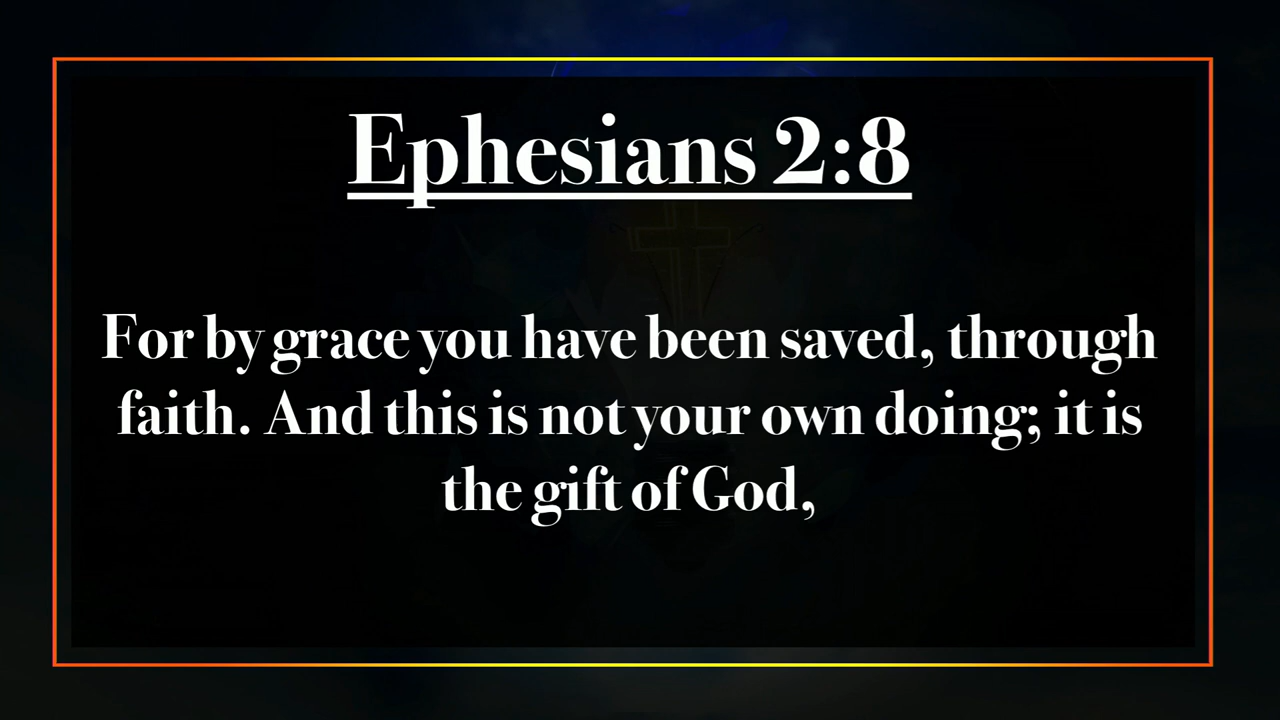 Ephesians 2:8
For by grace you have been saved, through
faith. And this is not your own doing; it is
the gift of God,